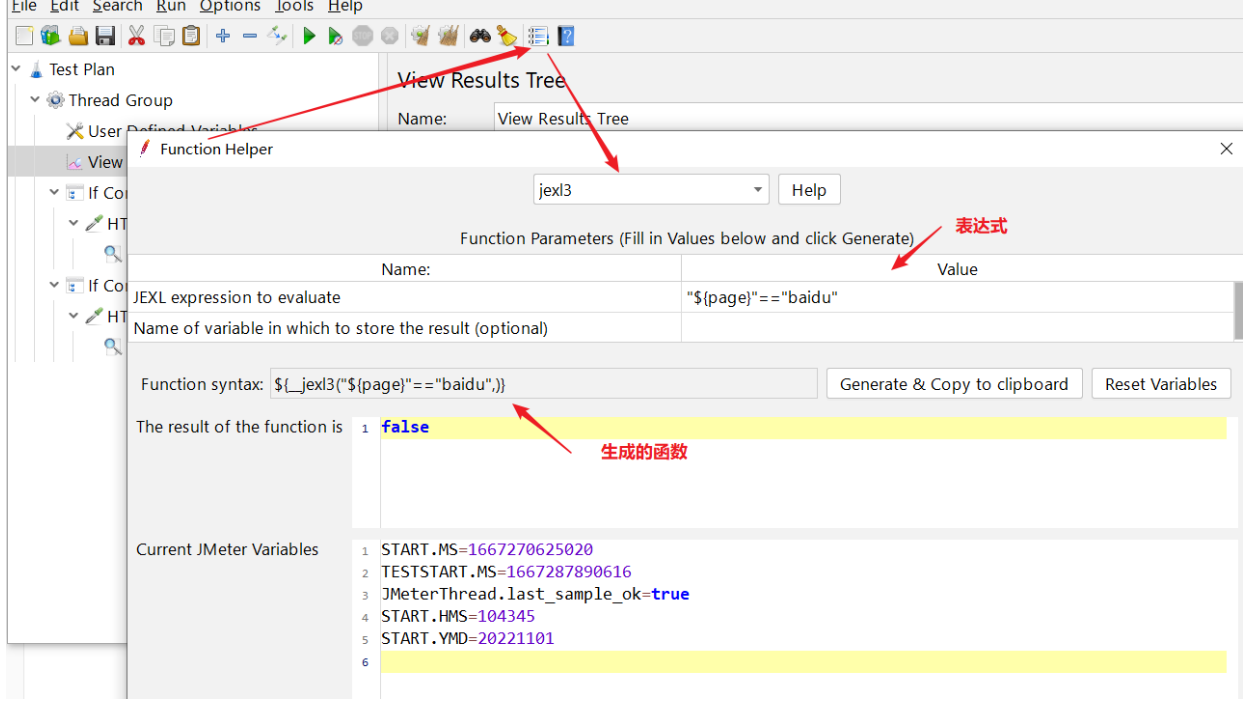 File Edit Search Run Options Tools Help
Test Plan
Thread Group
User Defined Variables
View
If Co
HT
If Co
HT
View Results Tree
Name: View Results Tree
Function Helper
jexl3 Help
Function Parameters (Fill in Values below and click Generate)
表达式
Name: Value
JEXL expression to evaluate "${page}"=="baidu"
Name of variable in which to store the result (optional)
Function syntax: ${__jexl3("${page}"=="baidu",)} Generate & Copy to clipboard Reset Variables
The result of the function is 1 false
生成的函数
Current JMeter Variables 1 START.MS=1667270625020
2 TESTSTART.MS=1667287890616
3 JMeterThread.last_sample_ok=true
4 START.HMS=104345
5 START.YMD=20221101
6